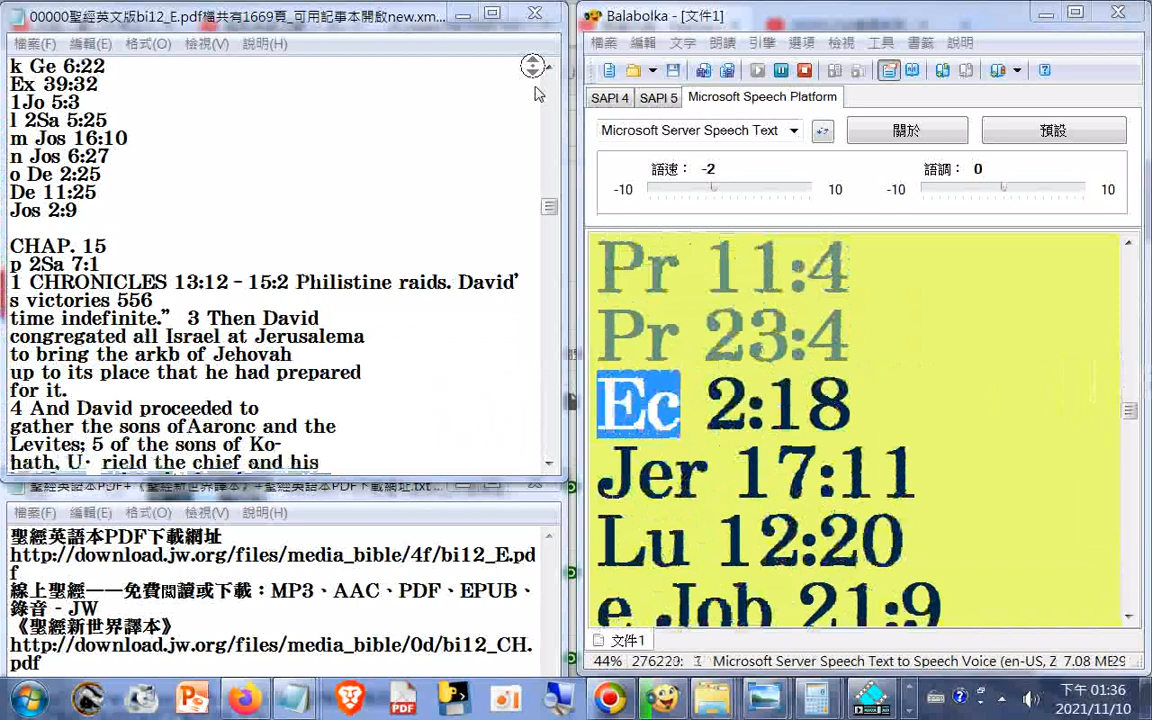 00000聖經英文版bi12_E.pdf檔共有1669頁_可用記事本開啟new.xm...
檔案(F) 編輯(E) 格式(O) 檢視(V) 說明(H)
k Ge 6:22
Ex 39:32
1Jo 5:3
l 2Sa 5:25
m Jos 16:10
n Jos 6:27
o De 2:25
De 11:25
Jos 2:9
CHAP. 15
p 2Sa 7:1
1 CHRONICLES 13:12–15:2 Philistine raids. David’
s victories 556
time indefinite.” 3 Then David
congregated all Israel at Jerusalema
to bring the arkb of Jehovah
up to its place that he had prepared
for it.
4 And David proceeded to
gather the sons ofAaronc and the
Levites; 5 of the sons of Ko-
hath, U· rield the chief and his
聖經英語本PDF+《聖經新世界譯本》+聖經英語本PDF下載網址.txt ...
檔案(F) 編輯(E) 格式(O) 檢視(V) 說明(H)
聖經英語本PDF下載網址
http://download.jw.org/files/media_bible/4f/bi12_E.pd
f
線上聖經——免費閱讀或下載：MP3、AAC、PDF、EPUB、
錄音 - JW
《聖經新世界譯本》
http://download.jw.org/files/media_bible/0d/bi12_CH.
pdf
Balabolka - [文件1]
檔案 編輯 文字 朗讀 引擎 選項 檢視 工具 書籤 說明
SAPI 4 SAPI 5 Microsoft Speech Platform
Microsoft Server Speech Text 關於 預設
語速： -2 語調： 0
-10 10 -10 10
Pr 11:4
Pr 23:4
Ec 2:18
Jer 17:11
Lu 12:20
e Job 21:9
文件1
44% 276220: Microsoft Server Speech Text to Speech Voice (en-US, Z 7.08 ME29
PDF
下午 01:36
2021/11/10